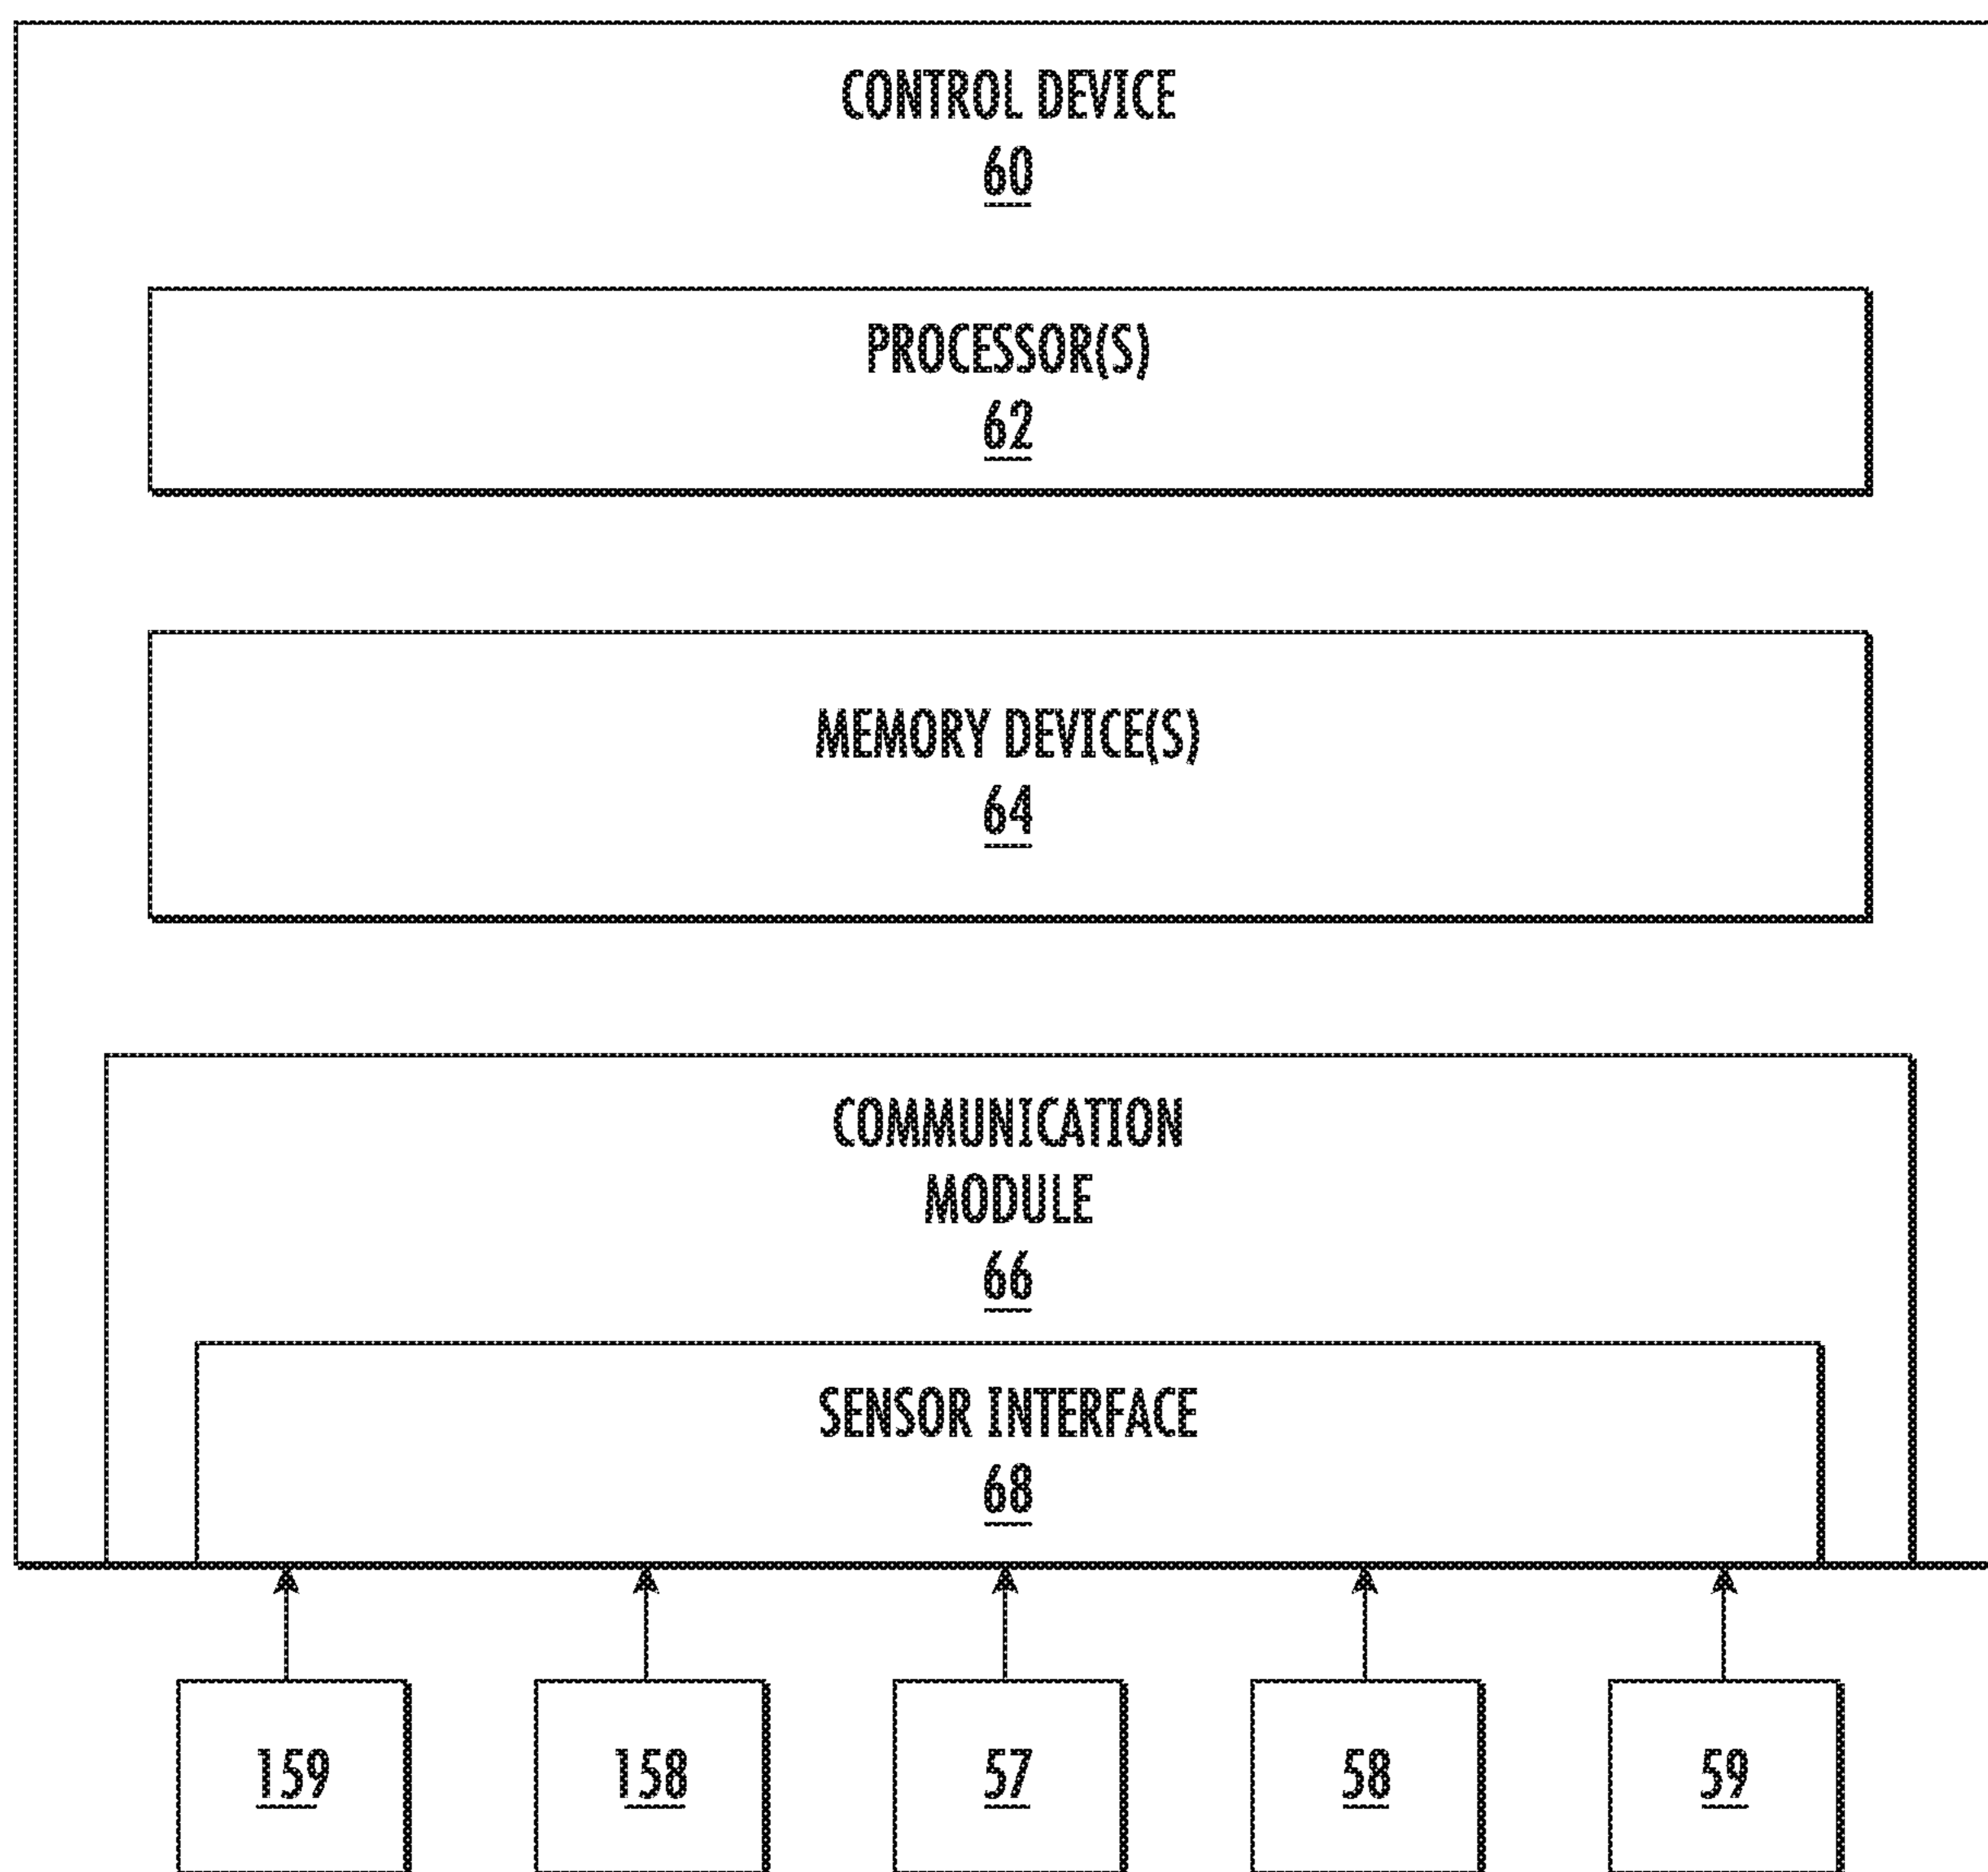 CONTROL DEVICE
60
PROCESSOR(S)
62
MEMORY DEVICE(S)
64
COMMUNICATION
MODULE
66
SENSOR INTERFACE
68
159 158 57 58 59